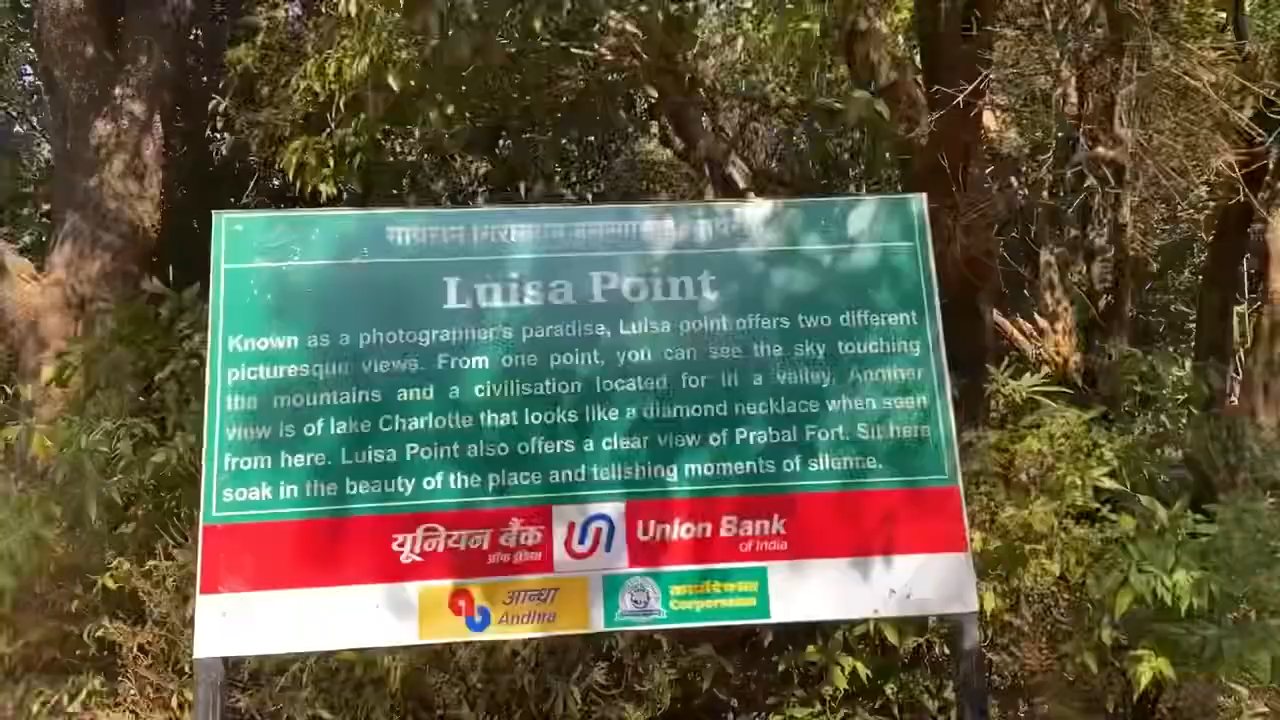 Luisa Point
Known as a photographer's paradise, Luisa point offers two different
picturesque views. From one point, you can see the sky touching
the mountains and a civilisation located for in a valley. Another
view is of lake Charlotte that looks like a diamond necklace when seen
from here. Luisa Point also offers a clear view of Prabal Fort. Sit here
soak in the beauty of the place and relishing moments of silence.
यूनियन बैंक Union Bank
ऑफ इंडिया of India
आन्ध्रा
Andhra
कार्पोरेशन
Corporation